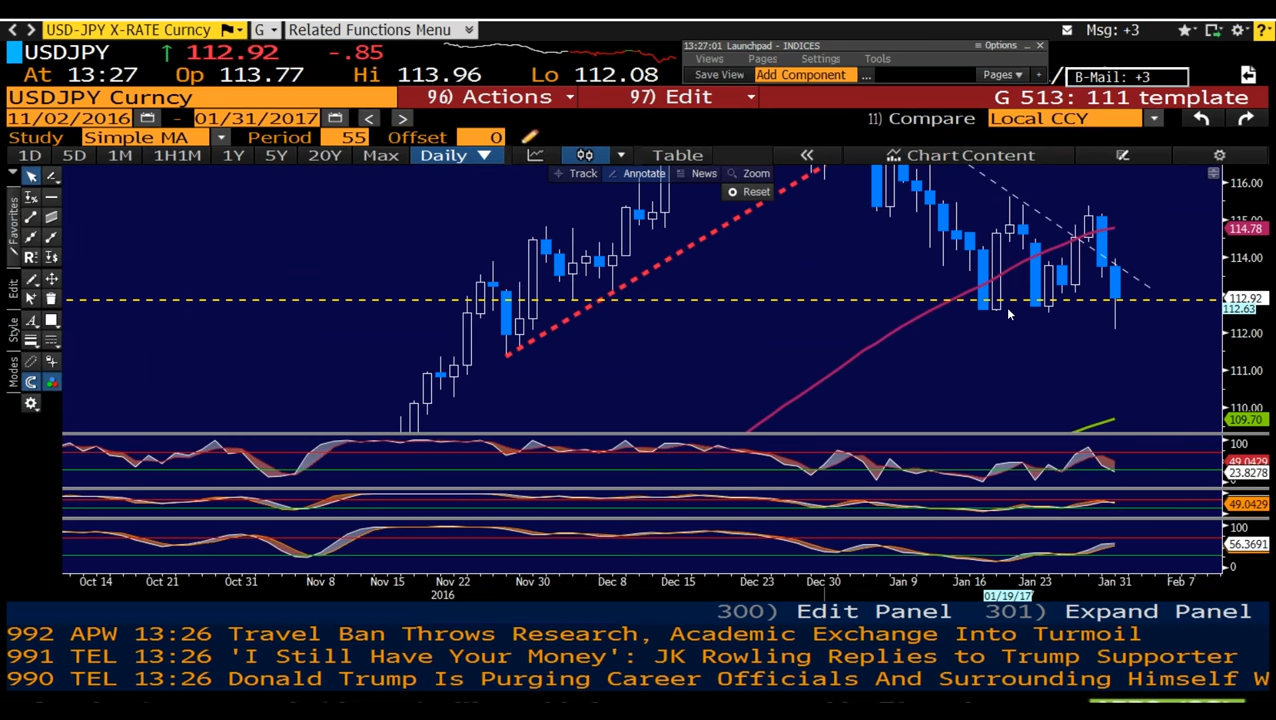 USD-JPY X-RATE Curncy G Related Functions Menu Msg: +3
USDJPY 112.92 -.85 13:27:01 Launchpad - INDICES Options
Views Pages Settings Tools
At 13:27 Op 113.77 Hi 113.96 Lo 112.08 Save View Add Component ... Pages + B-Mail: +3
USDJPY Curncy 96) Actions 97) Edit G 513: 111 template
11/02/2016 - 01/31/2017 11) Compare Local CCY
Study Simple MA Period 55 Offset 0
1D 5D 1M 1H1M 1Y 5Y 20Y Max Daily Table Chart Content
Track Annotate News Zoom
Reset
Favorites
Edit
Style
Modes
116.00
115.00
114.78
114.00
112.92
112.63
112.00
111.00
110.00
109.70
100
49.0429
23.8278
49.0429
100
56.3691
0
Oct 14 Oct 21 Oct 31 Nov 8 Nov 15 Nov 22 Nov 30 Dec 8 Dec 15 Dec 23 Dec 30 Jan 9 Jan 16 Jan 23 Jan 31 Feb 7
2016 01/19/17
300) Edit Panel 301) Expand Panel
992 APW 13:26 Travel Ban Throws Research, Academic Exchange Into Turmoil
991 TEL 13:26 'I Still Have Your Money': JK Rowling Replies to Trump Supporter
990 TEL 13:26 Donald Trump Is Purging Career Officials And Surrounding Himself W